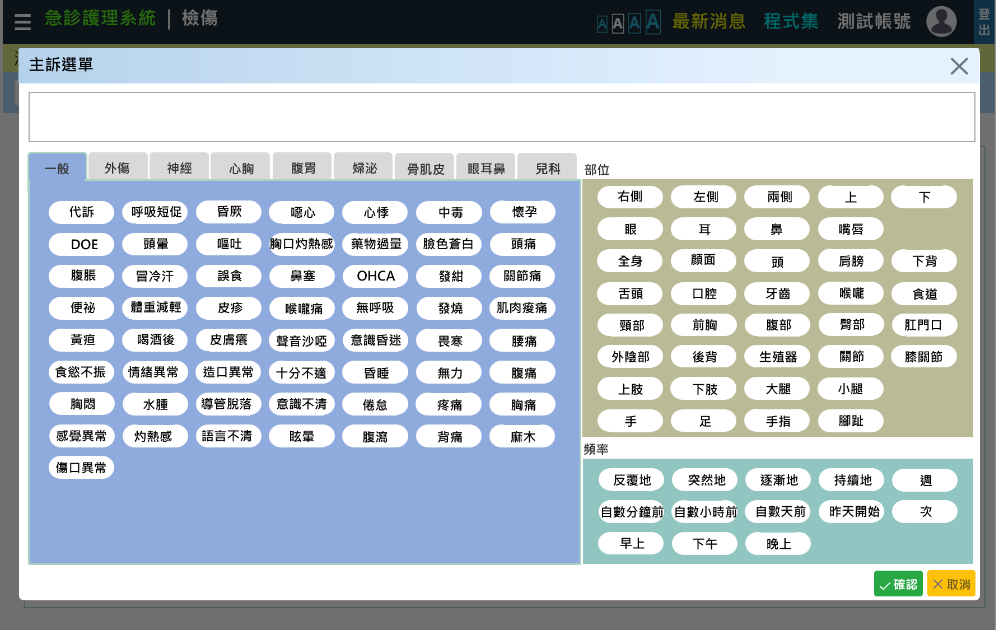 急診護理系統 | 檢傷
A A A A 最新消息 程式集 測試帳號 登出
主訴選單
一般 外傷 神經 心胸 腹胃 婦泌 骨肌皮 眼耳鼻 兒科
代訴 呼吸短促 昏厥 噁心 心悸 中毒 懷孕
DOE 頭暈 嘔吐 胸口灼熱感 藥物過量 臉色蒼白 頭痛
腹脹 冒冷汗 誤食 鼻塞 OHCA 發紺 關節痛
便祕 體重減輕 皮疹 喉嚨痛 無呼吸 發燒 肌肉痠痛
黃疸 喝酒後 皮膚癢 聲音沙啞 意識昏迷 畏寒 腰痛
食慾不振 情緒異常 造口異常 十分不適 昏睡 無力 腹痛
胸悶 水腫 導管脫落 意識不清 倦怠 疼痛 胸痛
感覺異常 灼熱感 語言不清 眩暈 腹瀉 背痛 麻木
傷口異常
部位
右側 左側 兩側 上 下
眼 耳 鼻 嘴唇
全身 顏面 頭 肩膀 下背
舌頭 口腔 牙齒 喉嚨 食道
頸部 前胸 腹部 臀部 肛門口
外陰部 後背 生殖器 關節 膝關節
上肢 下肢 大腿 小腿
手 足 手指 腳趾
頻率
反覆地 突然地 逐漸地 持續地 週
自數分鐘前 自數小時前 自數天前 昨天開始 次
早上 下午 晚上
確認 取消